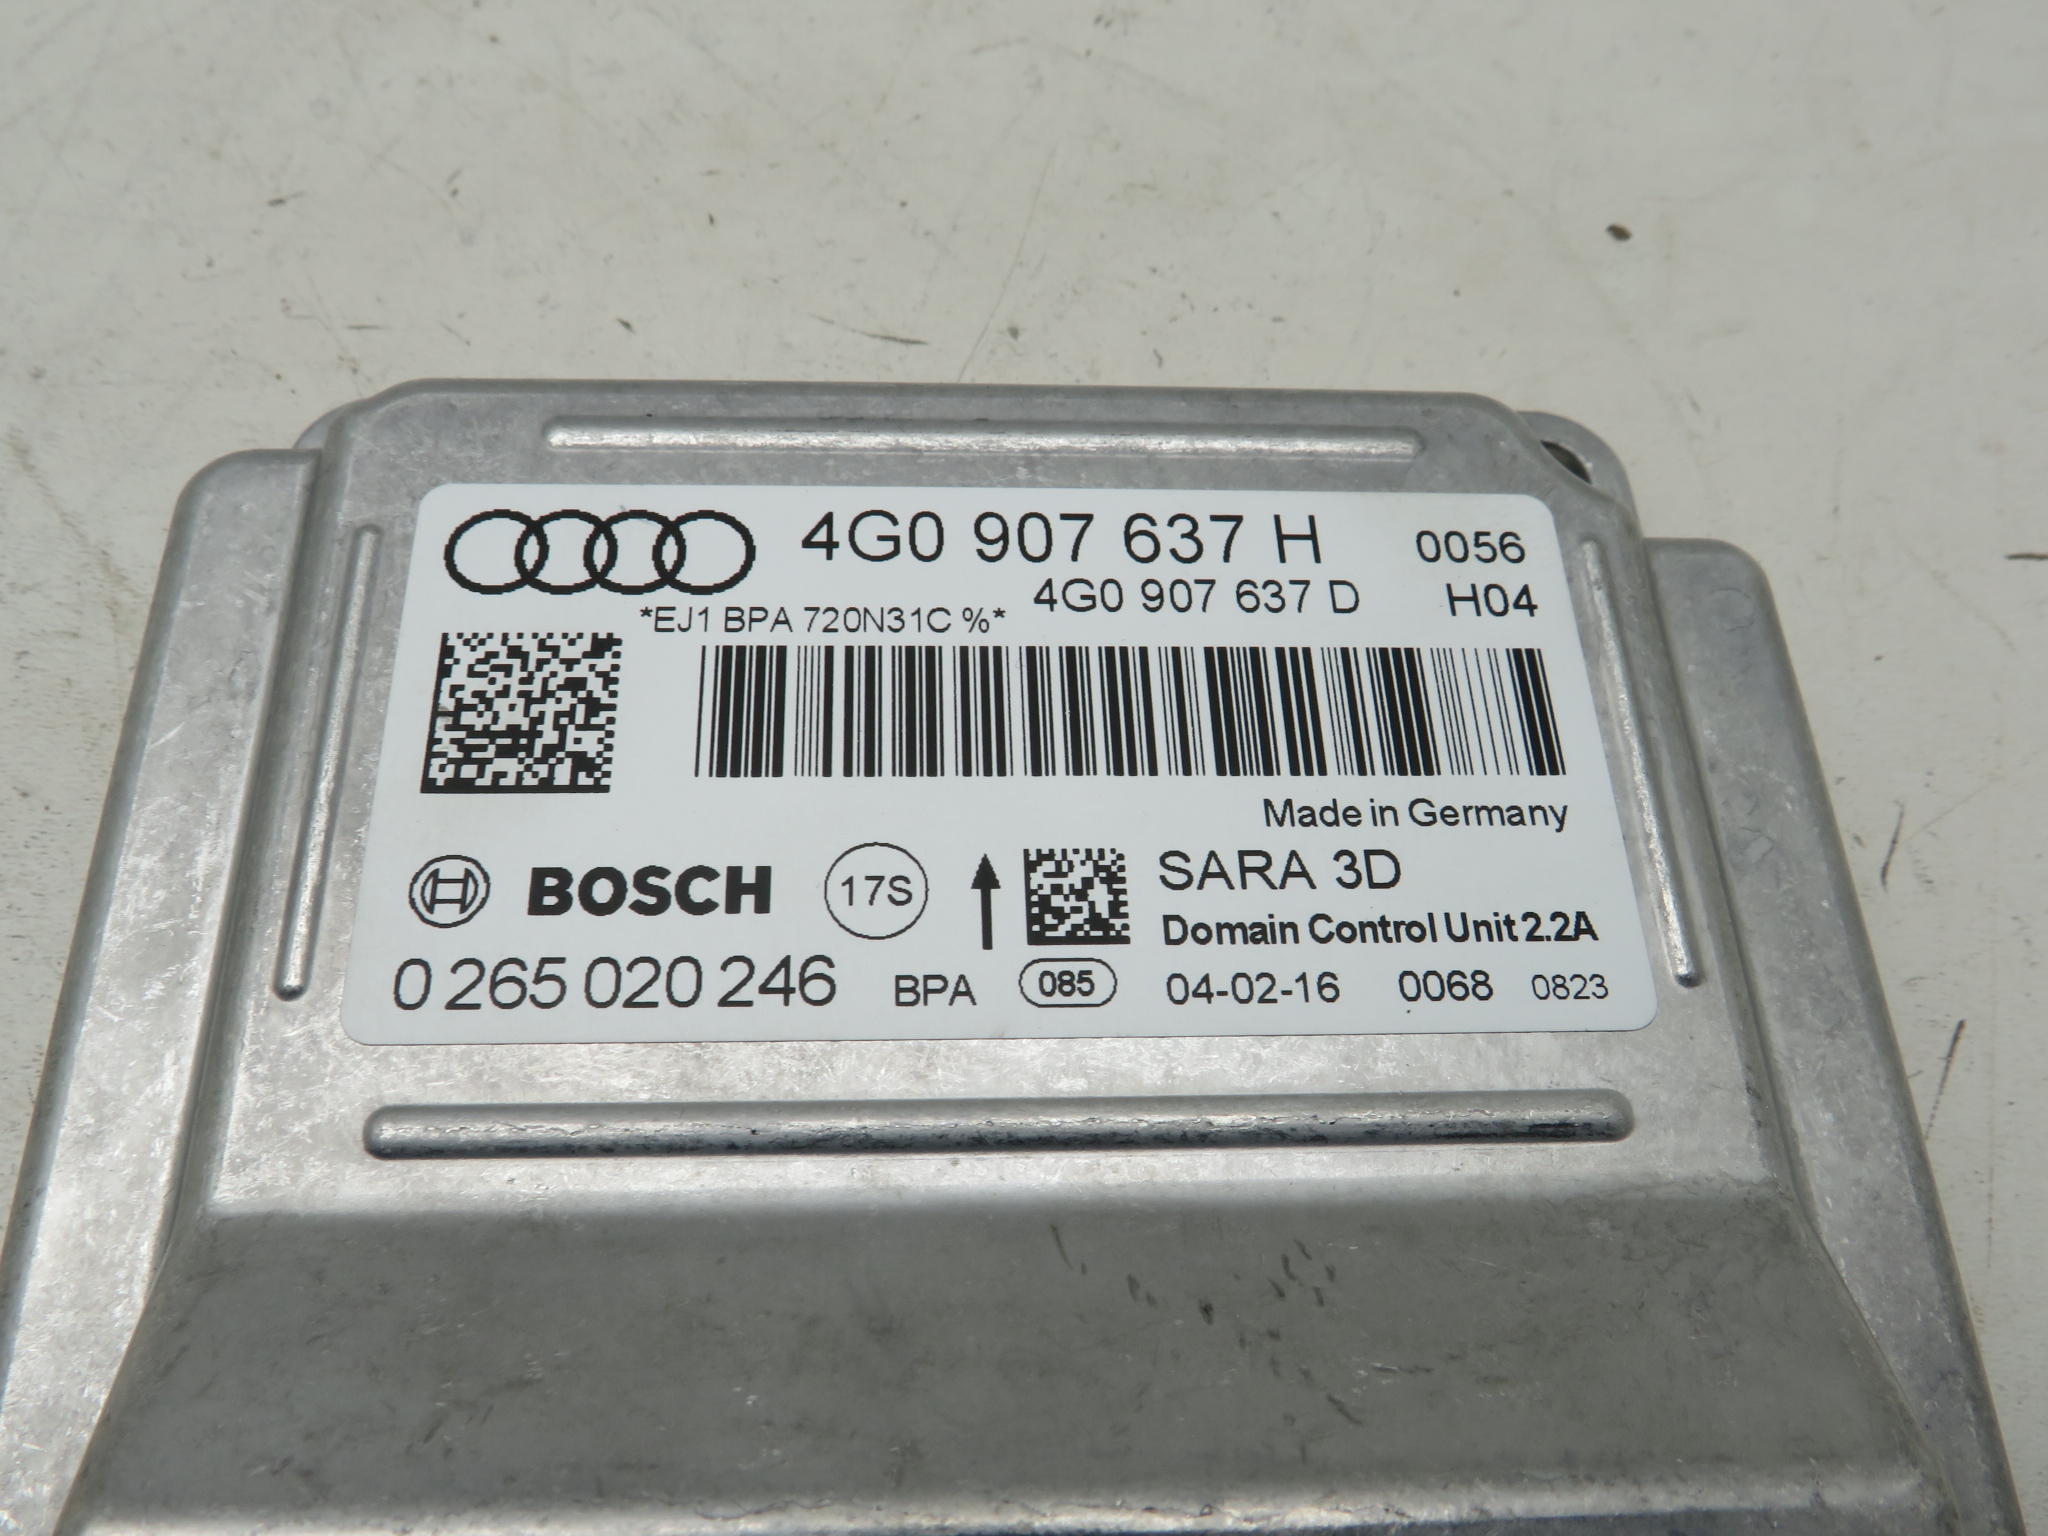 4G0 907 637 H 0056
4G0 907 637 D H04
*EJ1 BPA 720N31C %*
Made in Germany
BOSCH 17S SARA 3D
Domain Control Unit 2.2A
0 265 020 246 BPA 085 04-02-16 0068 0823